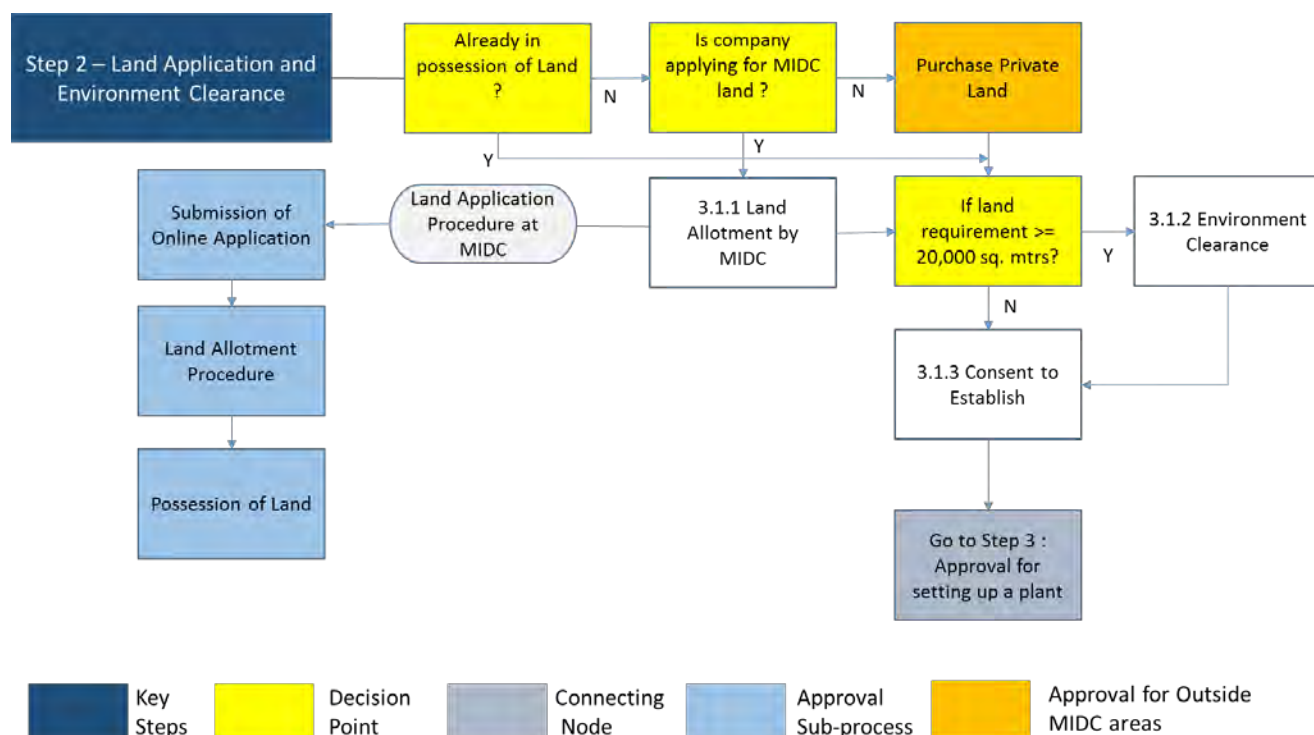 Step 2 – Land Application and
Environment Clearance
Already in
possession of Land
?
N
Is company
applying for MIDC
land ?
N
Purchase Private
Land
Y
Y
Submission of
Online Application
Land Application
Procedure at
MIDC
3.1.1 Land
Allotment by
MIDC
If land
requirement >=
20,000 sq. mtrs?
Y
3.1.2 Environment
Clearance
N
Land Allotment
Procedure
3.1.3 Consent to
Establish
Possession of Land
Go to Step 3 :
Approval for
setting up a plant
Key
Steps
Decision
Point
Connecting
Node
Approval
Sub-process
Approval for Outside
MIDC areas